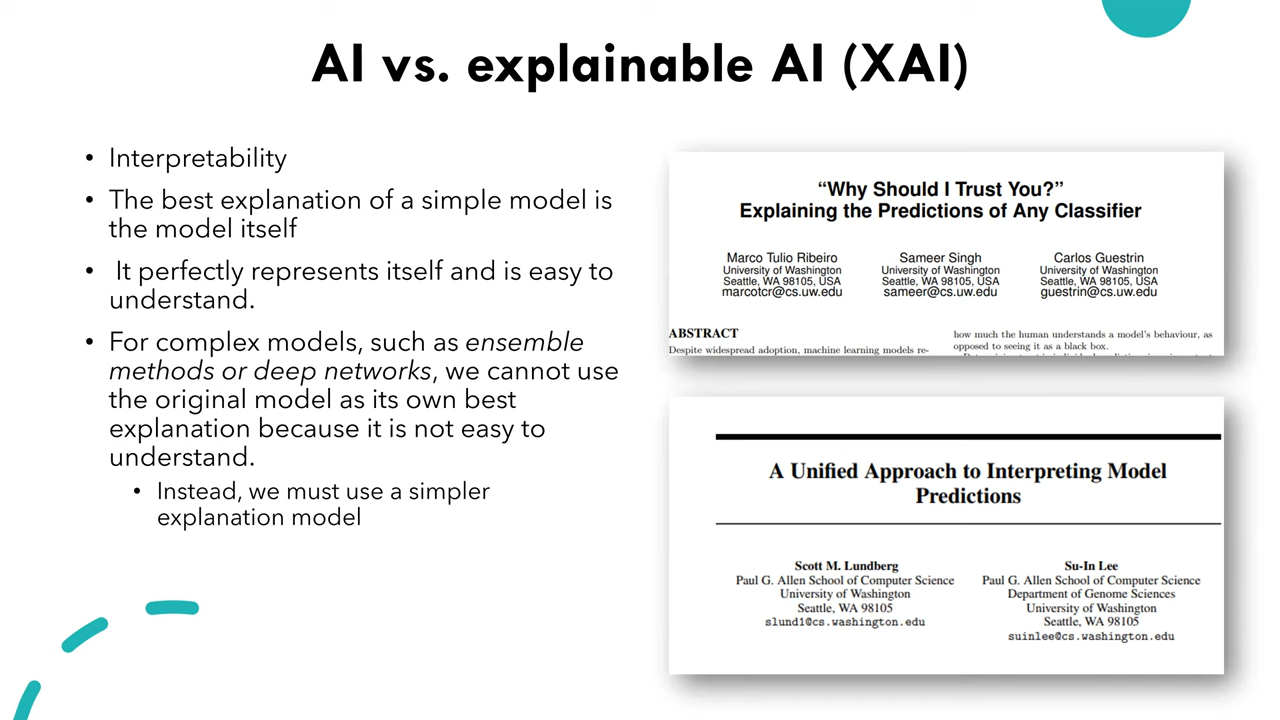 AI vs. explainable AI (XAI)
• Interpretability
• The best explanation of a simple model is
the model itself
• It perfectly represents itself and is easy to
understand.
• For complex models, such as ensemble
methods or deep networks, we cannot use
the original model as its own best
explanation because it is not easy to
understand.
• Instead, we must use a simpler
explanation model
“Why Should I Trust You?”
Explaining the Predictions of Any Classifier
Marco Tulio Ribeiro
University of Washington
Seattle, WA 98105, USA
marcotcr@cs.uw.edu
Sameer Singh
University of Washington
Seattle, WA 98105, USA
sameer@cs.uw.edu
Carlos Guestrin
University of Washington
Seattle, WA 98105, USA
guestrin@cs.uw.edu
ABSTRACT
Despite widespread adoption, machine learning models re-
how much the human understands a model's behaviour, as
opposed to seeing it as a black box.
A Unified Approach to Interpreting Model
Predictions
Scott M. Lundberg
Paul G. Allen School of Computer Science
University of Washington
Seattle, WA 98105
slund1@cs.washington.edu
Su-In Lee
Paul G. Allen School of Computer Science
Department of Genome Sciences
University of Washington
Seattle, WA 98105
suinlee@cs.washington.edu